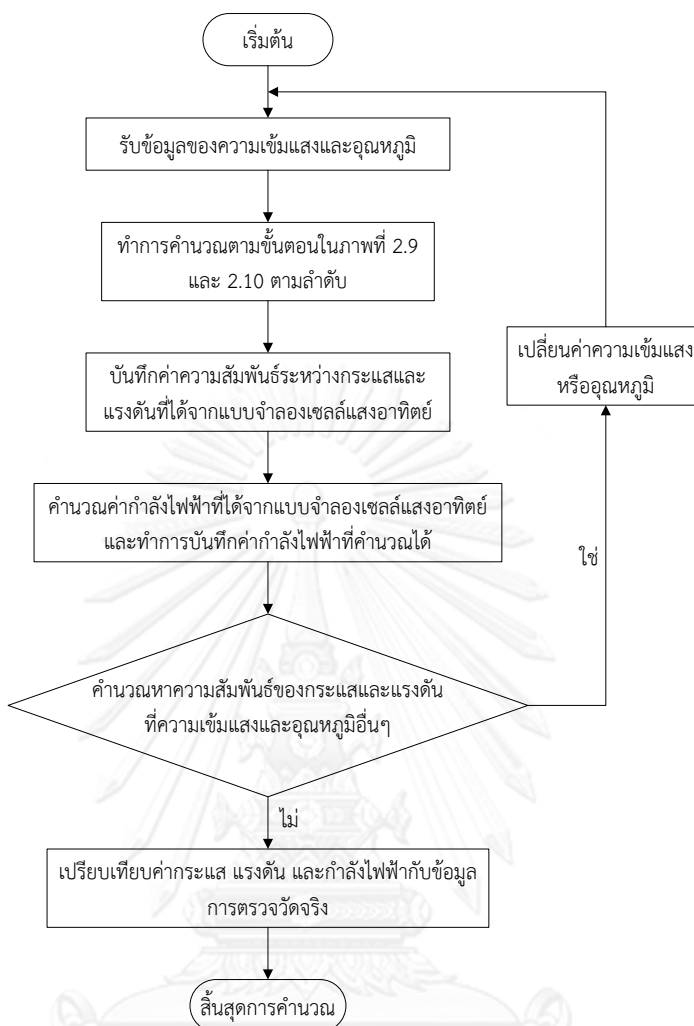 เริ่มต้น
รับข้อมูลของความเข้มแสงและอุณหภูมิ
ทำการคำนวณตามขั้นตอนในภาพที่ 2.9
และ 2.10 ตามลำดับ
บันทึกค่าความสัมพันธ์ระหว่างกระแสและ
แรงดันที่ได้จากแบบจำลองเซลล์แสงอาทิตย์
คำนวณค่ากำลังไฟฟ้าที่ได้จากแบบจำลองเซลล์แสงอาทิตย์
และทำการบันทึกค่ากำลังไฟฟ้าที่คำนวณได้
คำนวณหาความสัมพันธ์ของกระแสและแรงดัน
ที่ความเข้มแสงและอุณหภูมิอื่นๆ
ใช่
เปลี่ยนค่าความเข้มแสง
หรืออุณหภูมิ
ไม่
เปรียบเทียบค่ากระแส แรงดัน และกำลังไฟฟ้ากับข้อมูล
การตรวจวัดจริง
สิ้นสุดการคำนวณ